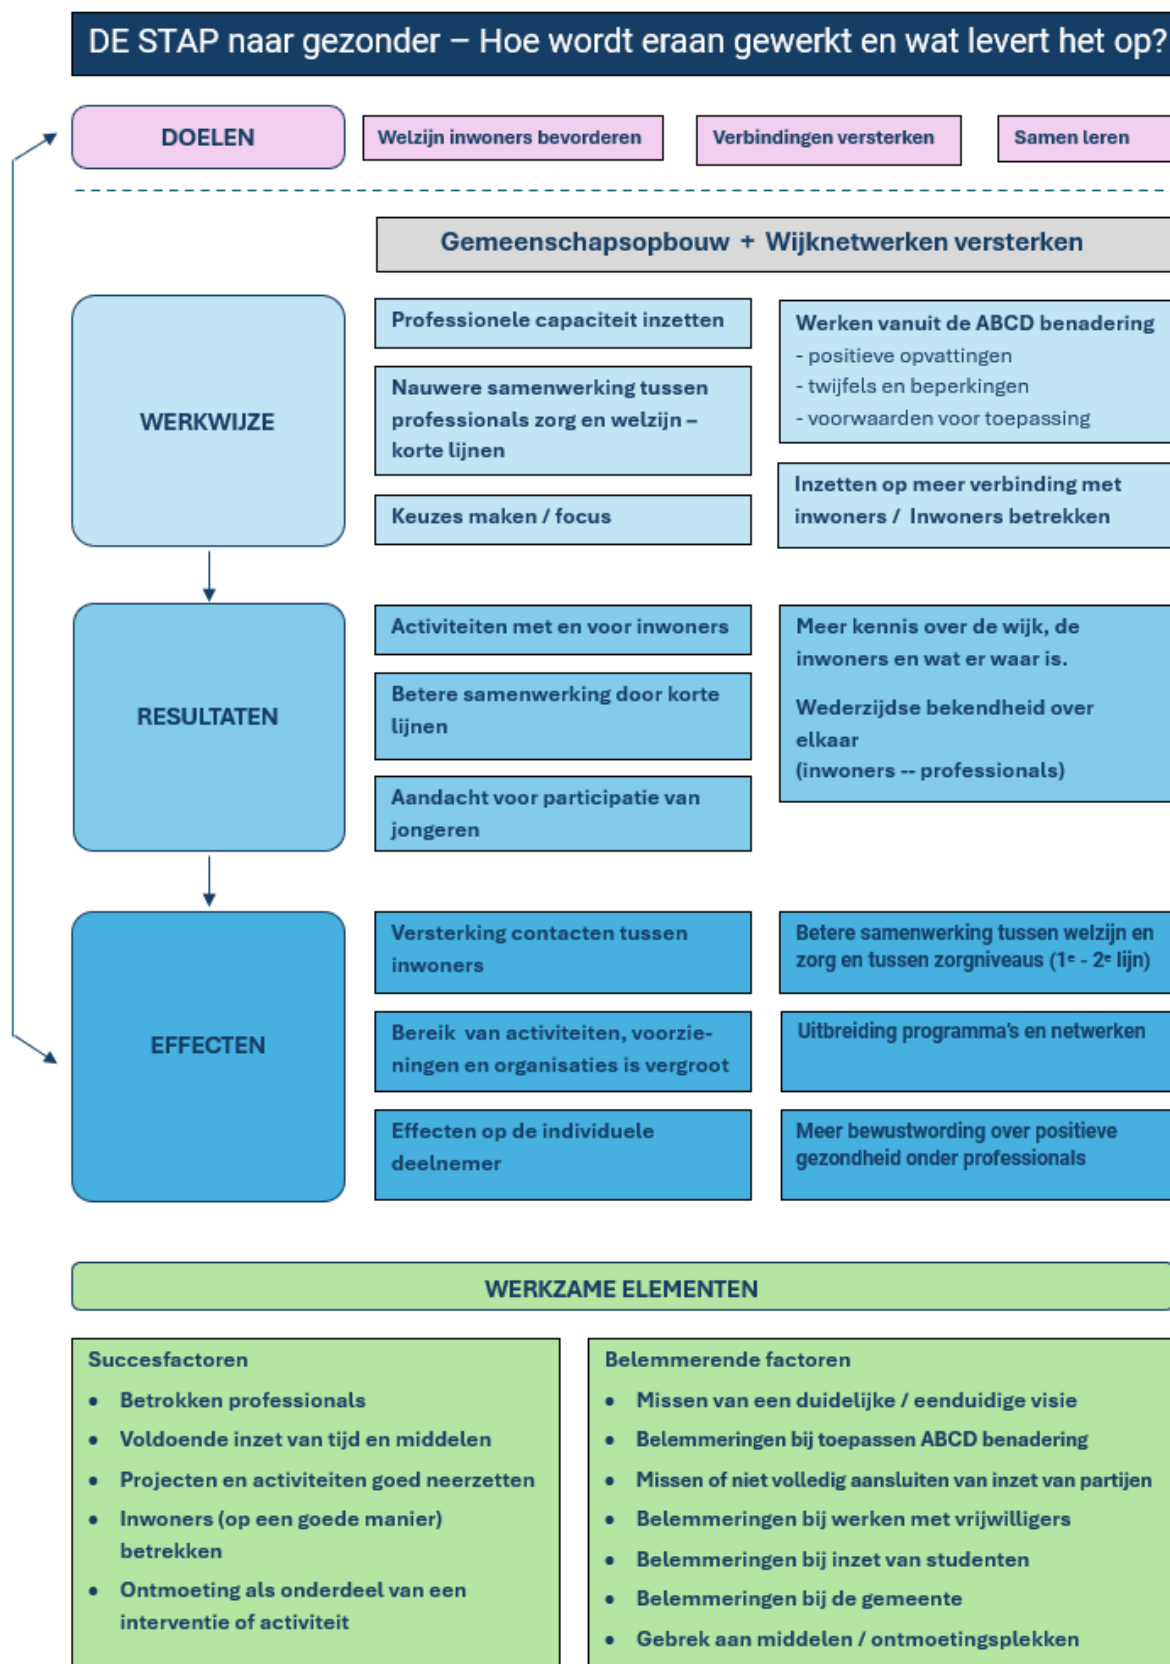 DE STAP naar gezonder – Hoe wordt eraan gewerkt en wat levert het op?
DOELEN
Welzijn inwoners bevorderen
Verbindingen versterken
Samen leren
Gemeenschapsopbouw + Wijknetwerken versterken
WERKWIJZE
Professionele capaciteit inzetten
Nauwere samenwerking tussen
professionals zorg en welzijn –
korte lijnen
Keuzes maken / focus
Werken vanuit de ABCD benadering
- positieve opvattingen
- twijfels en beperkingen
- voorwaarden voor toepassing
Inzetten op meer verbinding met
inwoners / Inwoners betrekken
RESULTATEN
Activiteiten met en voor inwoners
Betere samenwerking door korte
lijnen
Aandacht voor participatie van
jongeren
Meer kennis over de wijk, de
inwoners en wat er waar is.
Wederzijdse bekendheid over
elkaar
(inwoners -- professionals)
EFFECTEN
Versterking contacten tussen
inwoners
Bereik van activiteiten, voorzie-
ningen en organisaties is vergroot
Effecten op de individuele
deelnemer
Betere samenwerking tussen welzijn en
zorg en tussen zorgniveaus (1ᵉ - 2ᵉ lijn)
Uitbreiding programma's en netwerken
Meer bewustwording over positieve
gezondheid onder professionals
WERKZAME ELEMENTEN
Succesfactoren
• Betrokken professionals
• Voldoende inzet van tijd en middelen
• Projecten en activiteiten goed neerzetten
• Inwoners (op een goede manier)
betrekken
• Ontmoeting als onderdeel van een
interventie of activiteit
Belemmerende factoren
• Missen van een duidelijke / eenduidige visie
• Belemmeringen bij toepassen ABCD benadering
• Missen of niet volledig aansluiten van inzet van partijen
• Belemmeringen bij werken met vrijwilligers
• Belemmeringen bij inzet van studenten
• Belemmeringen bij de gemeente
• Gebrek aan middelen / ontmoetingsplekken